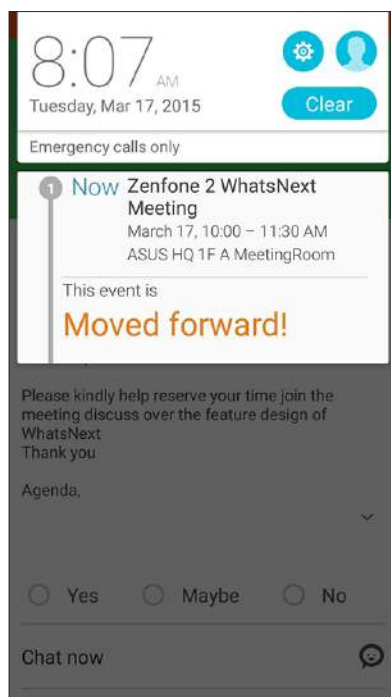 8:07 AM
Tuesday, Mar 17, 2015
Clear
Emergency calls only
1 Now Zenfone 2 WhatsNext
Meeting
March 17, 10:00 – 11:30 AM
ASUS HQ 1F A MeetingRoom
This event is
Moved forward!
Please kindly help reserve your time join the
meeting discuss over the feature design of
WhatsNext
Thank you
Agenda,
Yes Maybe No
Chat now